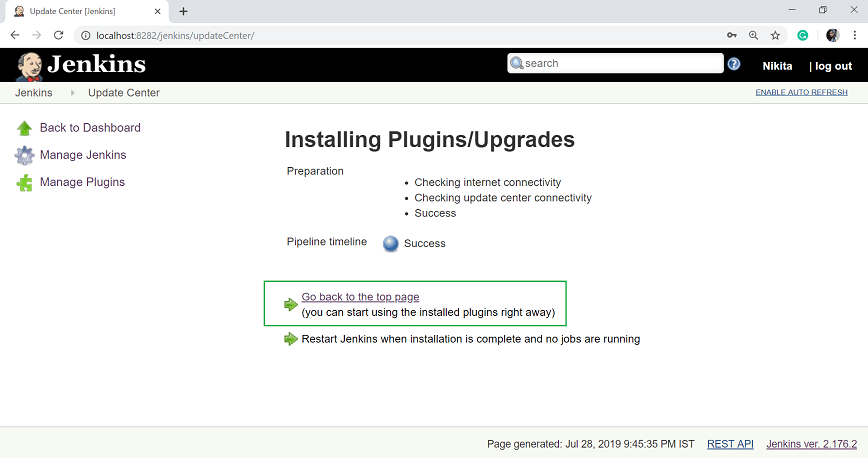 Update Center [Jenkins]
localhost:8282/jenkins/updateCenter/
Jenkins
search
Nikita
| log out
Jenkins
Update Center
ENABLE AUTO REFRESH
Back to Dashboard
Manage Jenkins
Manage Plugins
Installing Plugins/Upgrades
Preparation
• Checking internet connectivity
• Checking update center connectivity
• Success
Pipeline timeline
Success
Go back to the top page
(you can start using the installed plugins right away)
Restart Jenkins when installation is complete and no jobs are running
Page generated: Jul 28, 2019 9:45:35 PM IST
REST API
Jenkins ver. 2.176.2